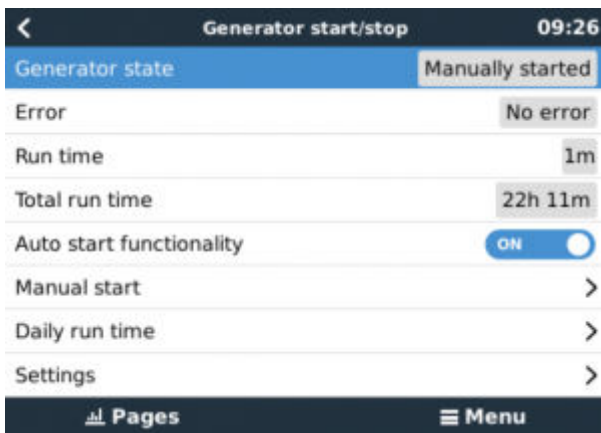 Generator start/stop 09:26
Generator state Manually started
Error No error
Run time 1m
Total run time 22h 11m
Auto start functionality ON
Manual start
Daily run time
Settings
Pages Menu